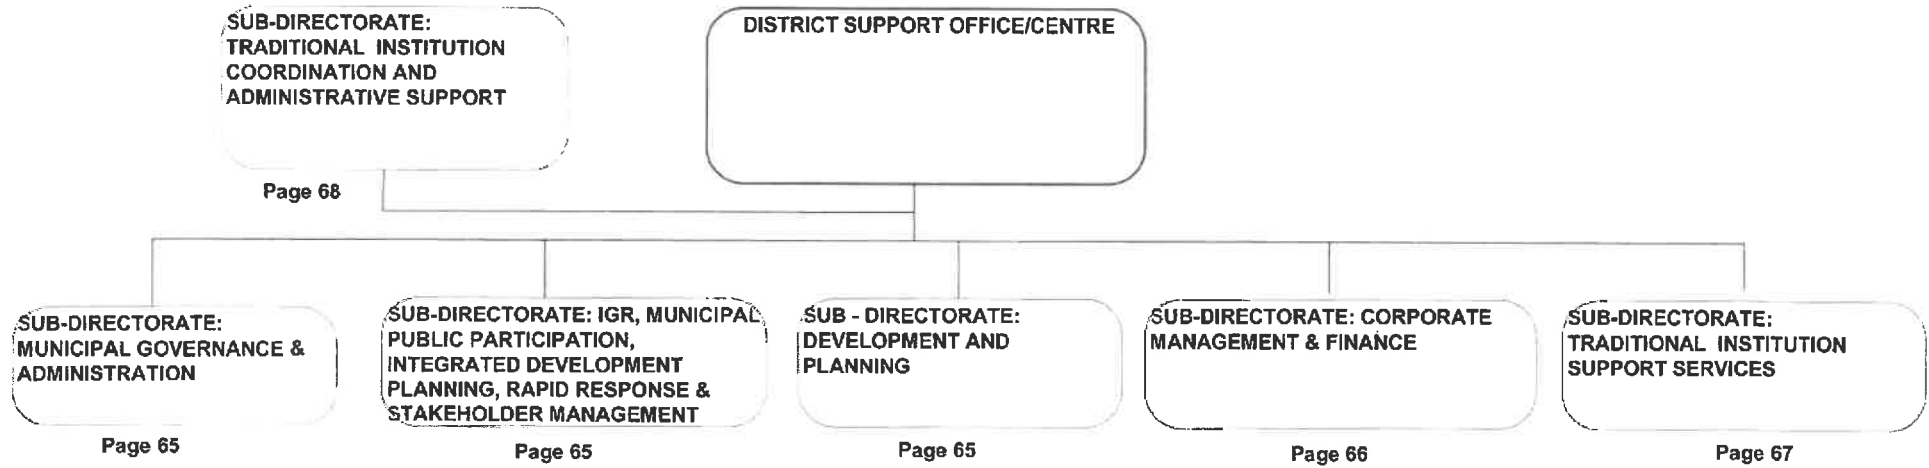 SUB-DIRECTORATE:
TRADITIONAL INSTITUTION
COORDINATION AND
ADMINISTRATIVE SUPPORT
Page 68
DISTRICT SUPPORT OFFICE/CENTRE
SUB-DIRECTORATE:
MUNICIPAL GOVERNANCE &
ADMINISTRATION
Page 65
SUB-DIRECTORATE: IGR, MUNICIPAL
PUBLIC PARTICIPATION,
INTEGRATED DEVELOPMENT
PLANNING, RAPID RESPONSE &
STAKEHOLDER MANAGEMENT
Page 65
SUB - DIRECTORATE:
DEVELOPMENT AND
PLANNING
Page 65
SUB-DIRECTORATE: CORPORATE
MANAGEMENT & FINANCE
Page 66
SUB-DIRECTORATE:
TRADITIONAL INSTITUTION
SUPPORT SERVICES
Page 67